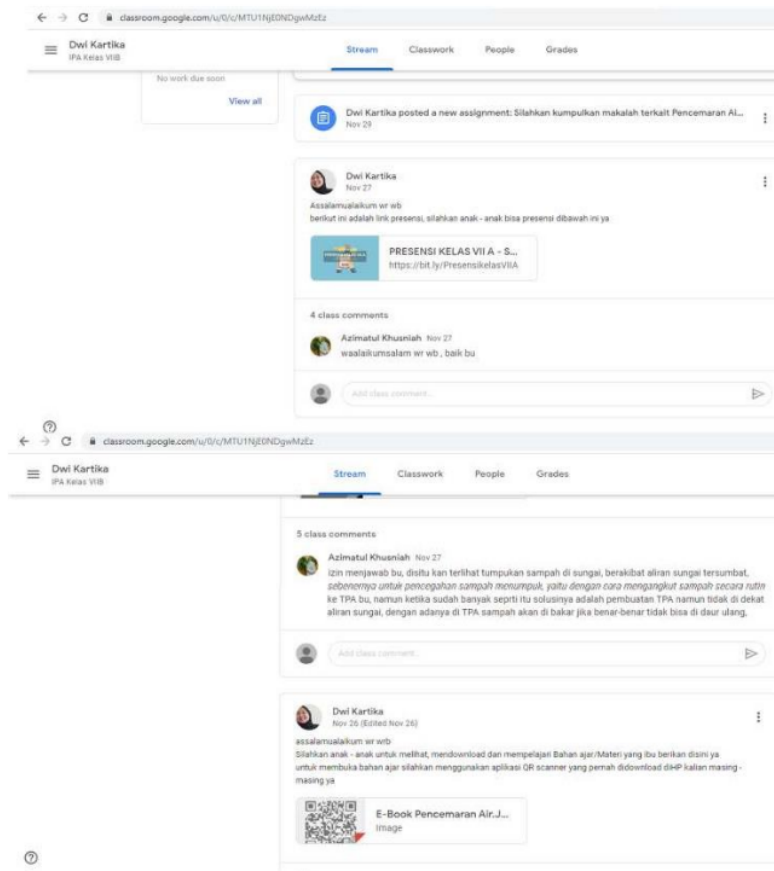 classroom.google.com/u/0/c/MTU1NjE0NDgwMzEz
Dwi Kartika
IPA Kelas VIIB
Stream Classwork People Grades
No work due soon
View all
Dwi Kartika posted a new assignment: Silahkan kumpulkan makalah terkait Pencemaran Ai...
Nov 29
Dwi Kartika
Nov 27
Assalamualaikum wr wb
berikut ini adalah link presensi, silahkan anak - anak bisa presensi dibawah ini ya
PRESENSI KELAS VII A - S...
https://bit.ly/PresensikelasVIIA
4 class comments
Azimatul Khusniah Nov 27
waalaikumsalam wr wb , baik bu
Add class comment...
classroom.google.com/u/0/c/MTU1NjE0NDgwMzEz
Dwi Kartika
IPA Kelas VIIB
Stream Classwork People Grades
5 class comments
Azimatul Khusniah Nov 27
Izin menjawab bu, disitu kan terlihat tumpukan sampah di sungai, berakibat aliran sungai tersumbat,
sebenernya untuk pencegahan sampah menumpuk, yaitu dengan cara mengangkut sampah secara rutin
ke TPA bu, namun ketika sudah banyak seprti itu solusinya adalah pembuatan TPA namun tidak di dekat
aliran sungai, dengan adanya di TPA sampah akan di bakar jika benar-benar tidak bisa di daur ulang,
Add class comment...
Dwi Kartika
Nov 26 (Edited Nov 26)
assalamualaikum wr wrb
Silahkan anak - anak untuk melihat, mendownload dan mempelajari Bahan ajar/Materi yang ibu berikan disini ya
untuk membuka bahan ajar silahkan menggunakan aplikasi QR scanner yang pernah didownload diHP kalian masing -
masing ya
E-Book Pencemaran Air.J...
Image